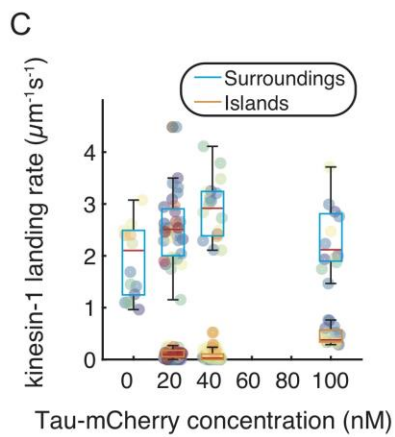 C
Surroundings
Islands
kinesin-1 landing rate (µm⁻¹s⁻¹)
4
3
2
1
0
0 20 40 60 80 100
Tau-mCherry concentration (nM)